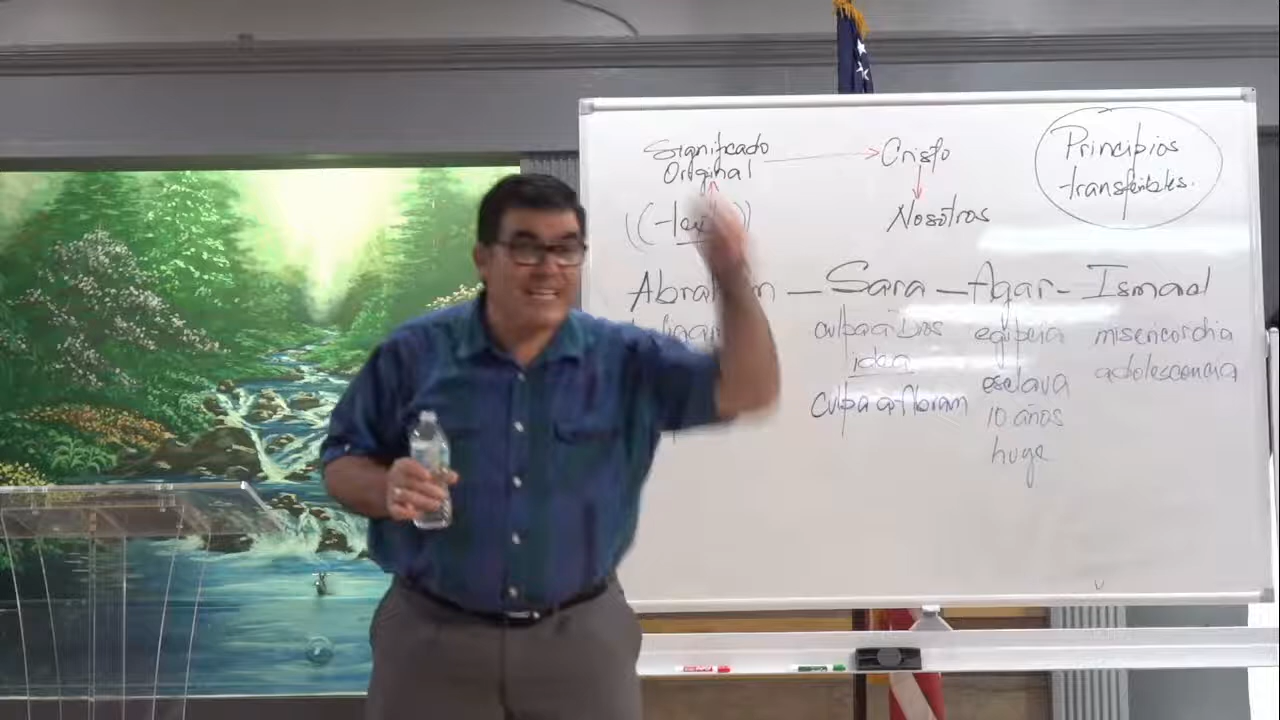 Significado
Original
Cristo
Nosotros
Principios
transferibles.
Abraham — Sara — Agar - Ismael
culpa a Dios
idea
culpa a Abram
egipcia
esclava
10 años
huye
misericordia
adolescencia